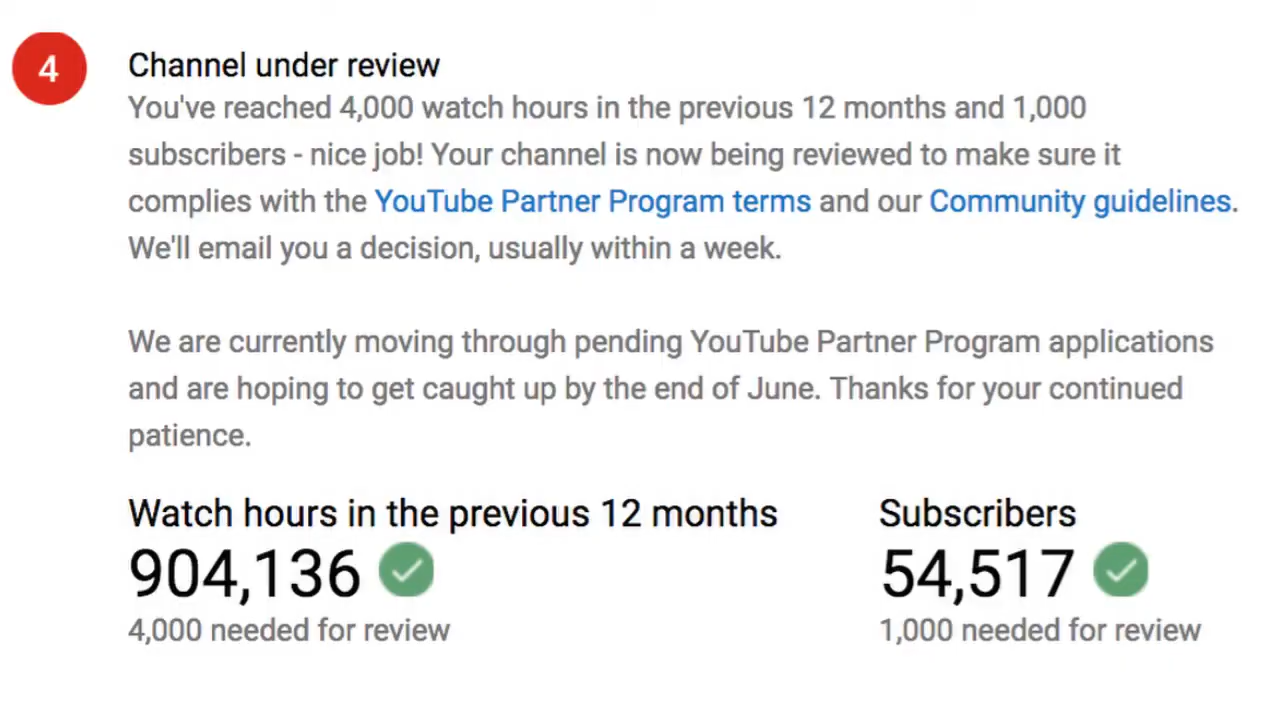 4
Channel under review
You've reached 4,000 watch hours in the previous 12 months and 1,000
subscribers - nice job! Your channel is now being reviewed to make sure it
complies with the YouTube Partner Program terms and our Community guidelines.
We'll email you a decision, usually within a week.
We are currently moving through pending YouTube Partner Program applications
and are hoping to get caught up by the end of June. Thanks for your continued
patience.
Watch hours in the previous 12 months
904,136
4,000 needed for review
Subscribers
54,517
1,000 needed for review